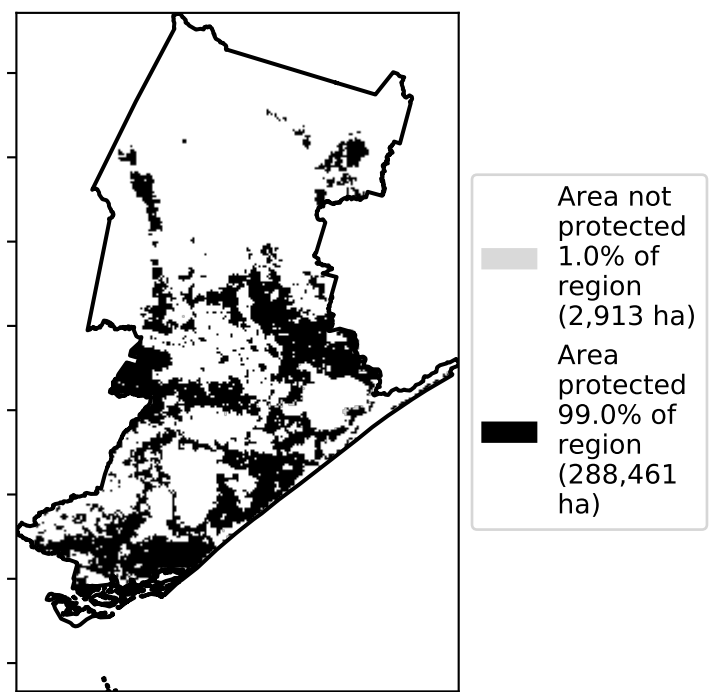 Area not
protected
1.0% of
region
(2,913 ha)
Area
protected
99.0% of
region
(288,461
ha)